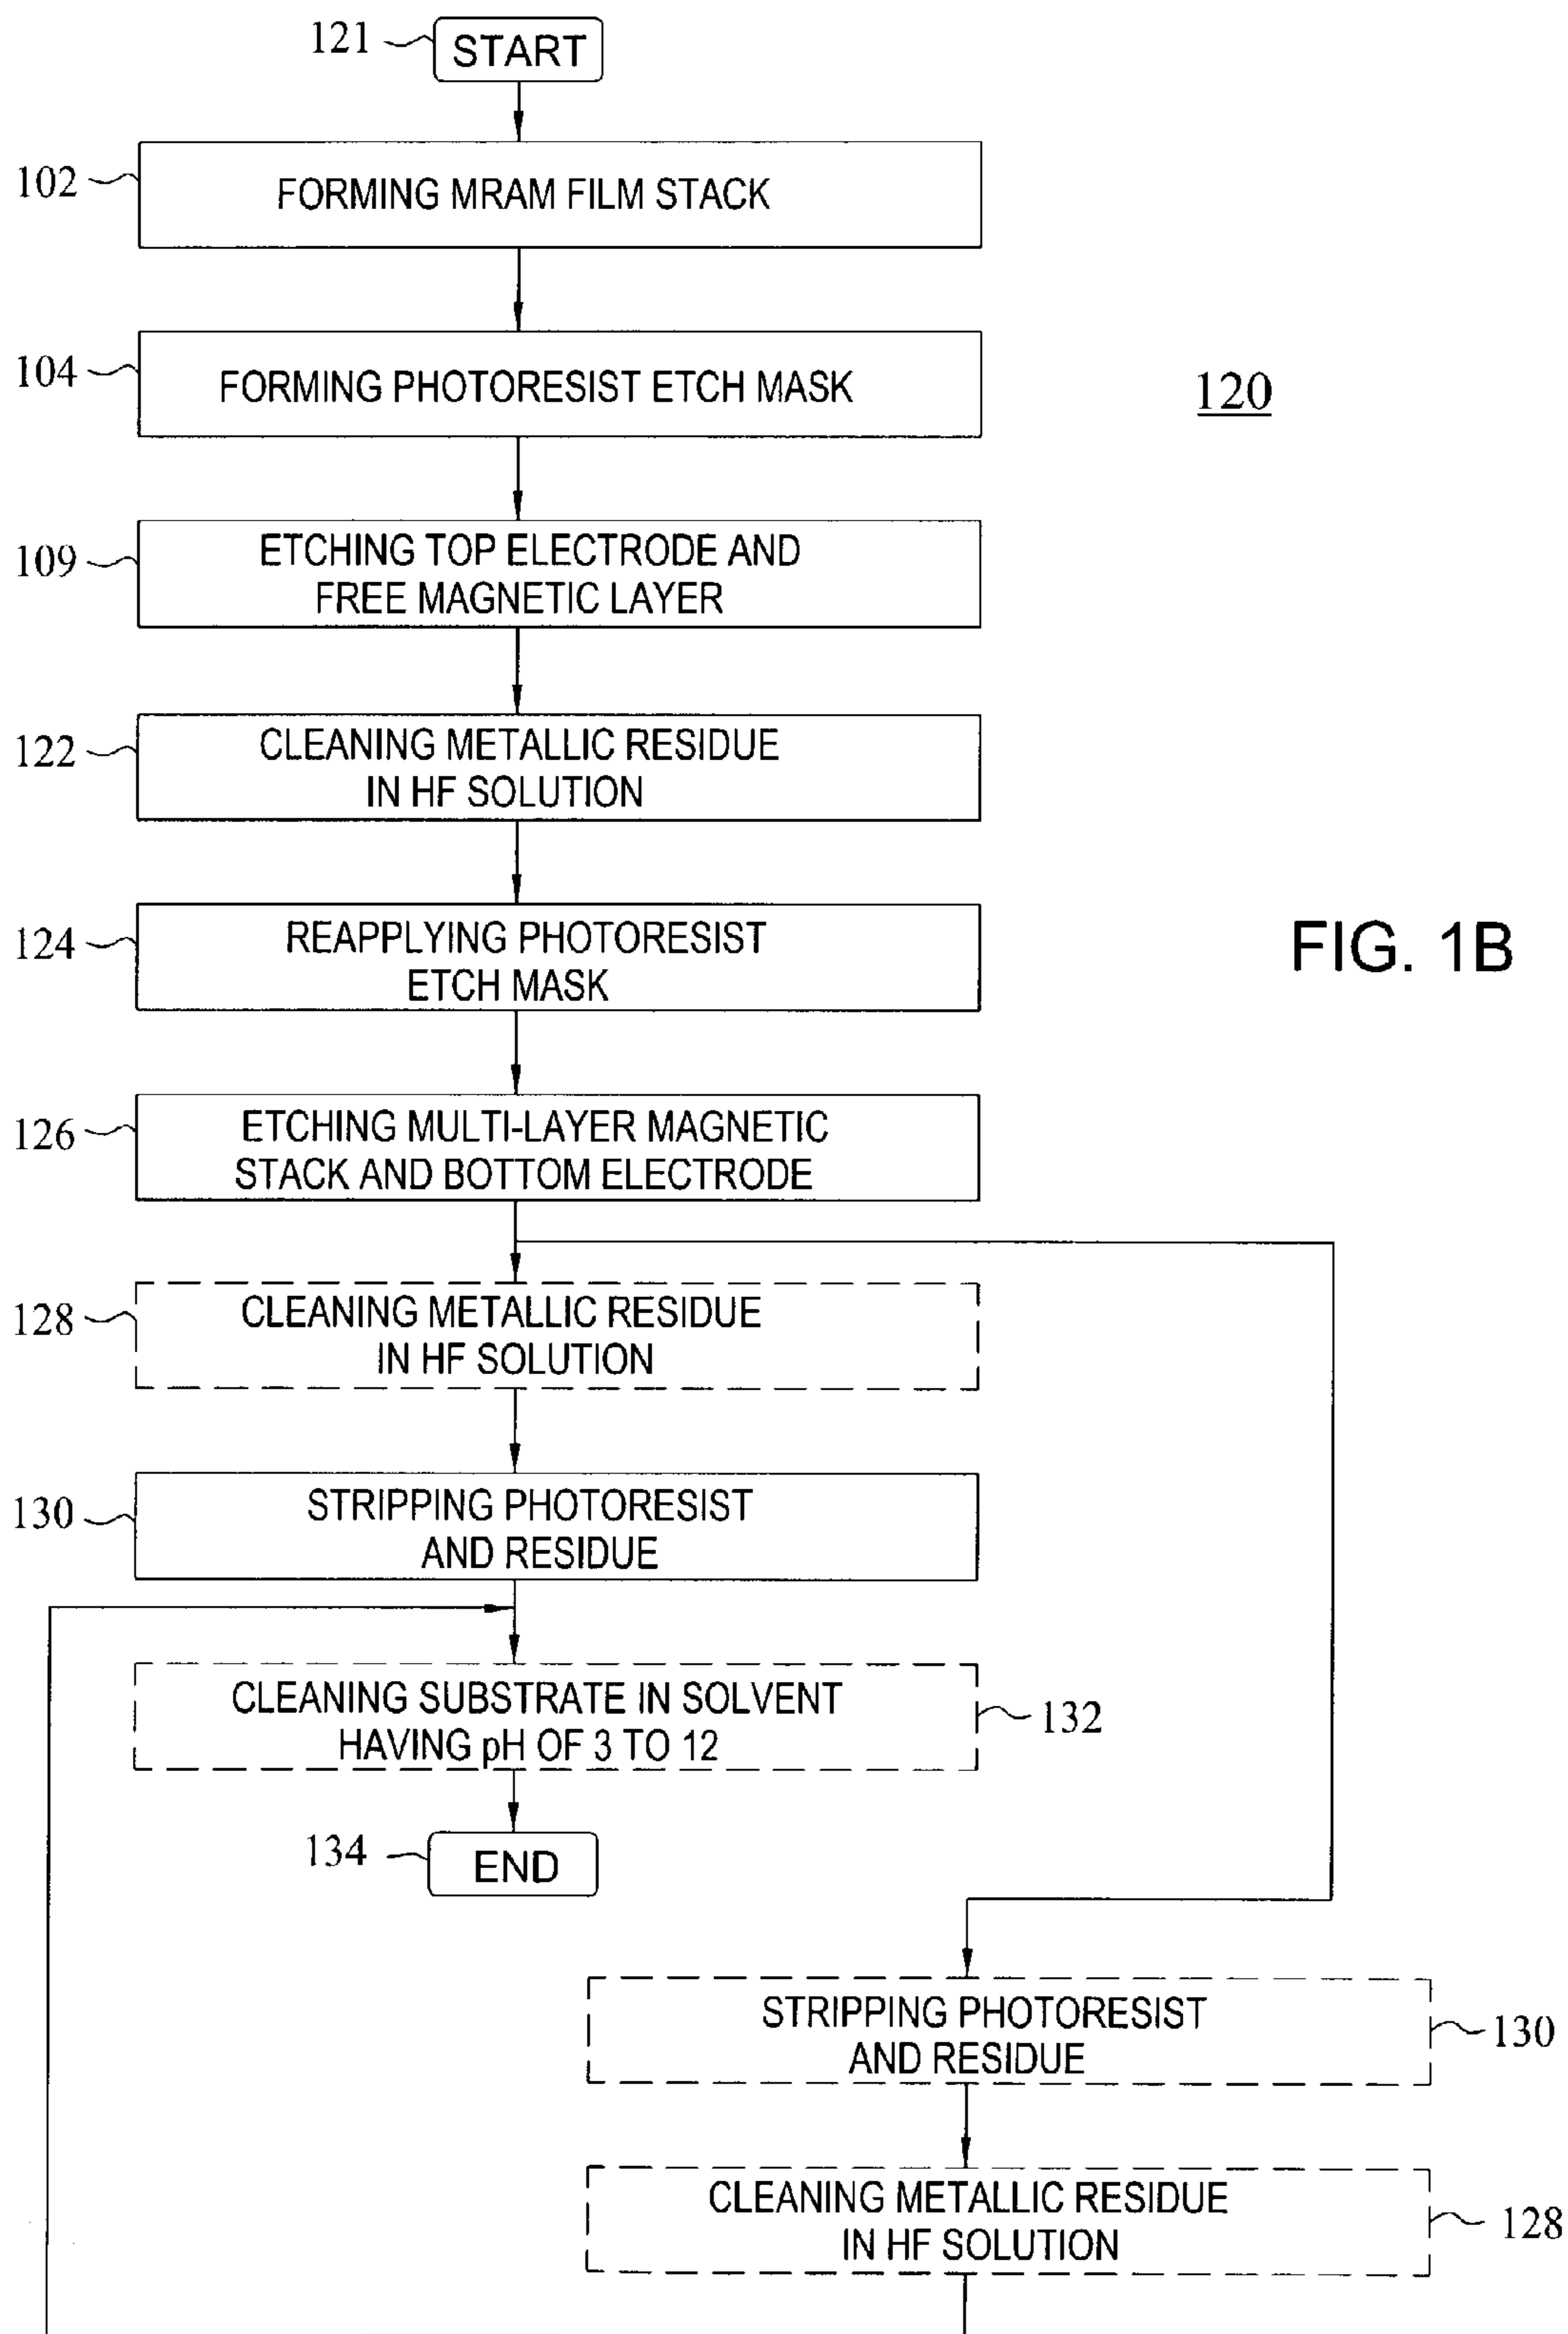 121 START
102 FORMING MRAM FILM STACK
104 FORMING PHOTORESIST ETCH MASK
120
109 ETCHING TOP ELECTRODE AND
FREE MAGNETIC LAYER
122 CLEANING METALLIC RESIDUE
IN HF SOLUTION
124 REAPPLYING PHOTORESIST
ETCH MASK
FIG. 1B
126 ETCHING MULTI-LAYER MAGNETIC
STACK AND BOTTOM ELECTRODE
128 CLEANING METALLIC RESIDUE
IN HF SOLUTION
130 STRIPPING PHOTORESIST
AND RESIDUE
CLEANING SUBSTRATE IN SOLVENT
HAVING pH OF 3 TO 12
132
134 END
STRIPPING PHOTORESIST
AND RESIDUE
130
CLEANING METALLIC RESIDUE
IN HF SOLUTION
128